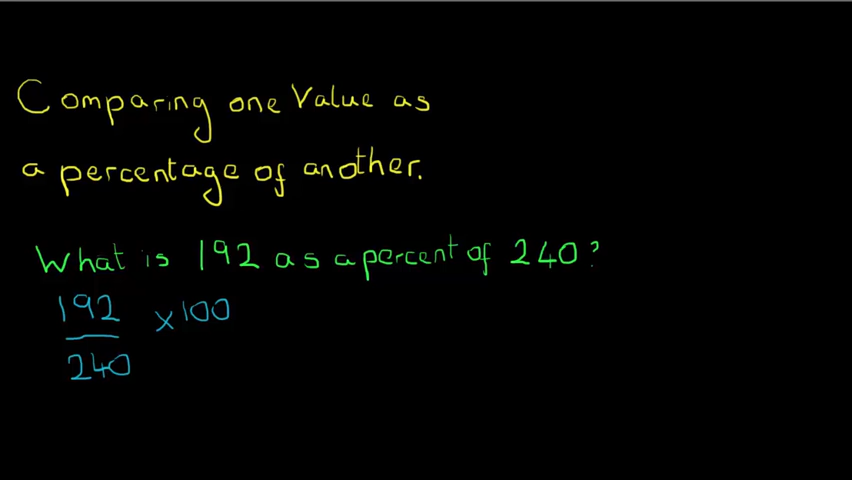 Comparing one Value as
a percentage of another.
What is 192 as a percent of 240?
192
×100
240